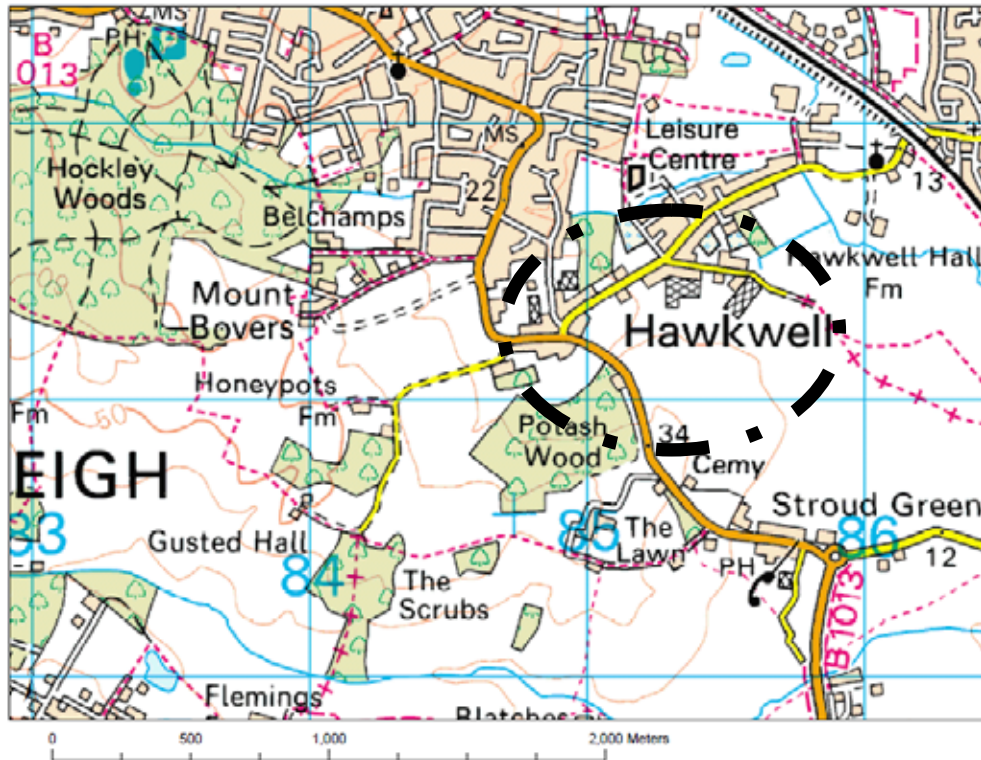 MS
PH
B
013
MS
Leisure
Centre
Hockley
Woods
22
13
Belchamps
Hawkwell Hall
Fm
Mount
Bovers
Hawkwell
Honeypots
Fm
Fm
50
Potash
Wood
34
Cemy
EIGH
Stroud Green
83
85
86
Gusted Hall
The
Lawn
12
84
The
Scrubs
PH
B 1013
Flemings
Blatches
0
500
1,000
2,000 Meters